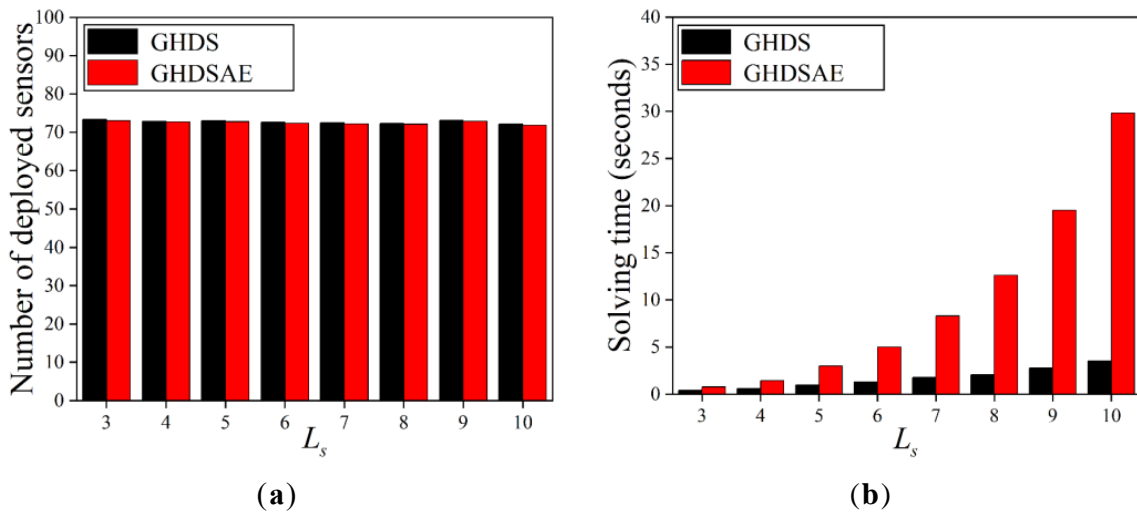 100
90
80
70
60
50
40
30
20
10
0
Number of deployed sensors
GHDS
GHDSAE
3 4 5 6 7 8 9 10
Ls
(a)
40
35
30
25
20
15
10
5
0
Solving time (seconds)
GHDS
GHDSAE
3 4 5 6 7 8 9 10
Ls
(b)